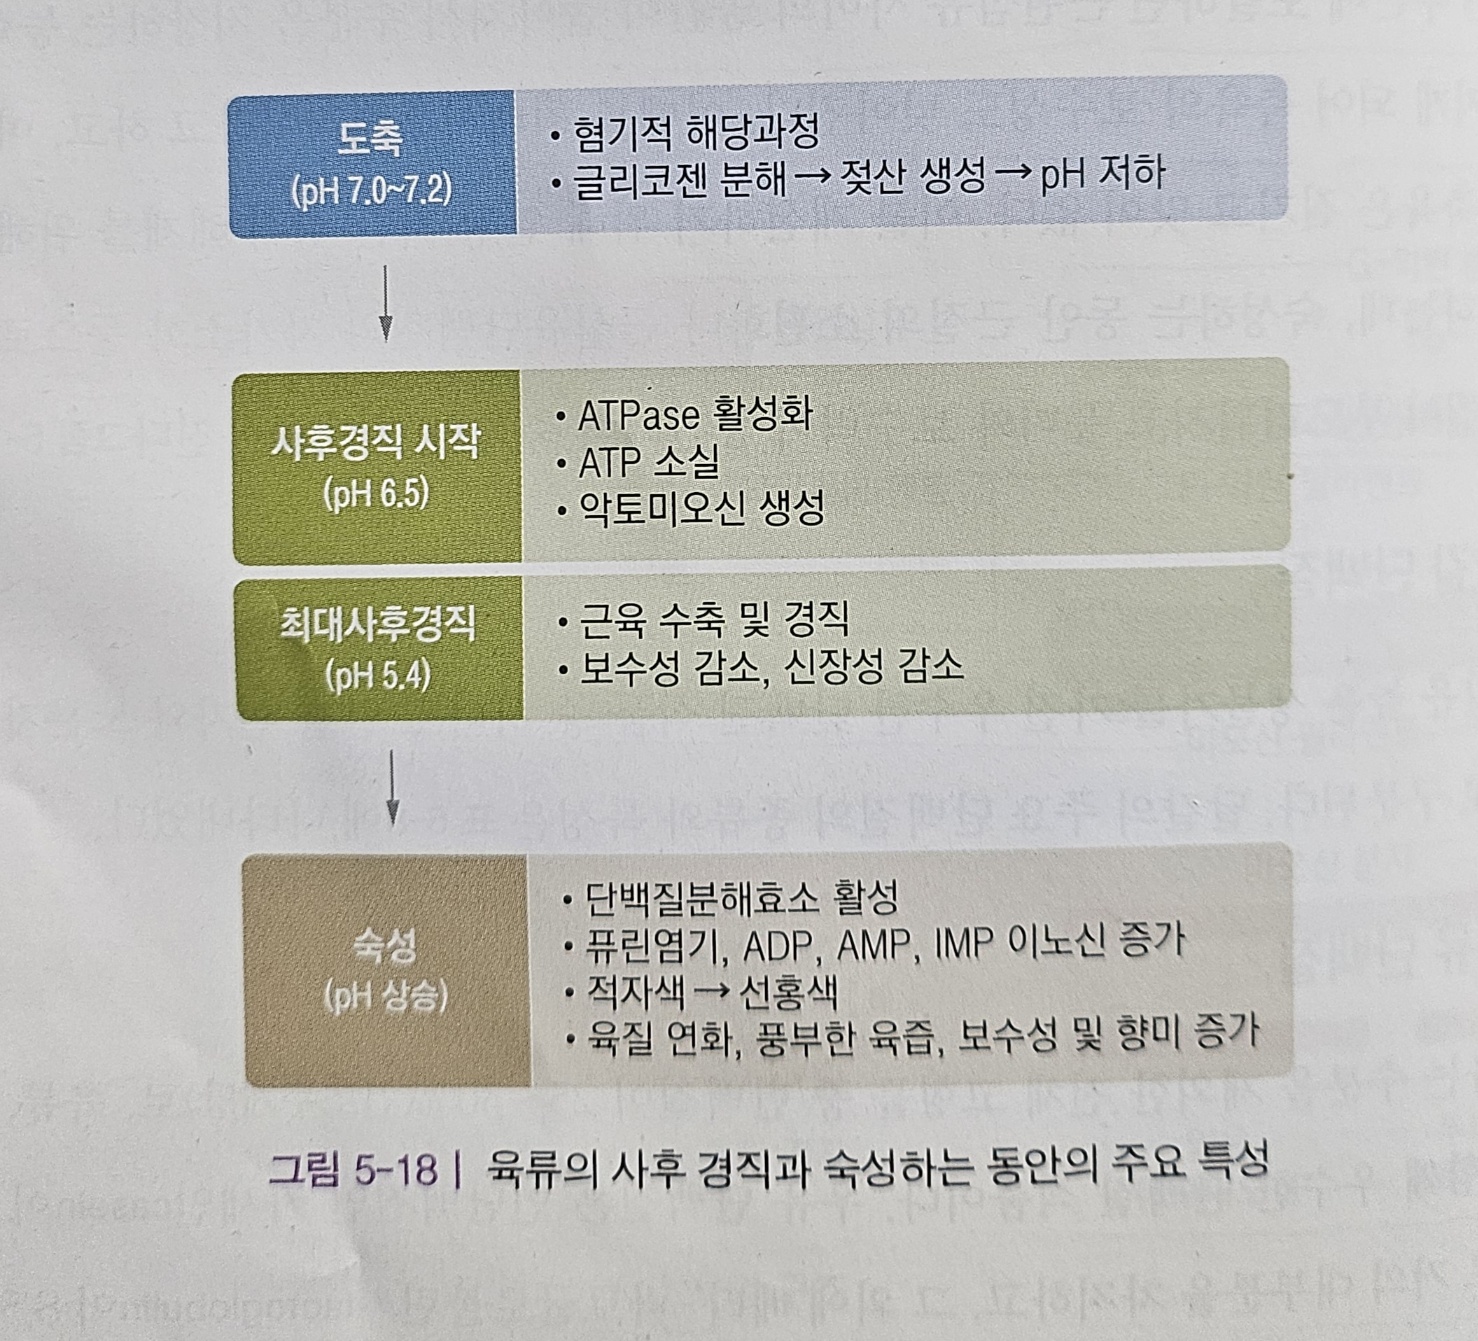 도축
(pH 7.0~7.2)
• 혐기적 해당과정
• 글리코젠 분해→젖산 생성→pH 저하
사후경직 시작
(pH 6.5)
• ATPase 활성화
• ATP 소실
• 악토미오신 생성
최대사후경직
(pH 5.4)
• 근육 수축 및 경직
• 보수성 감소, 신장성 감소
숙성
(pH 상승)
• 단백질분해효소 활성
• 퓨린염기, ADP, AMP, IMP 이노신 증가
• 적자색→선홍색
• 육질 연화, 풍부한 육즙, 보수성 및 향미 증가
그림 5-18 | 육류의 사후 경직과 숙성하는 동안의 주요 특성